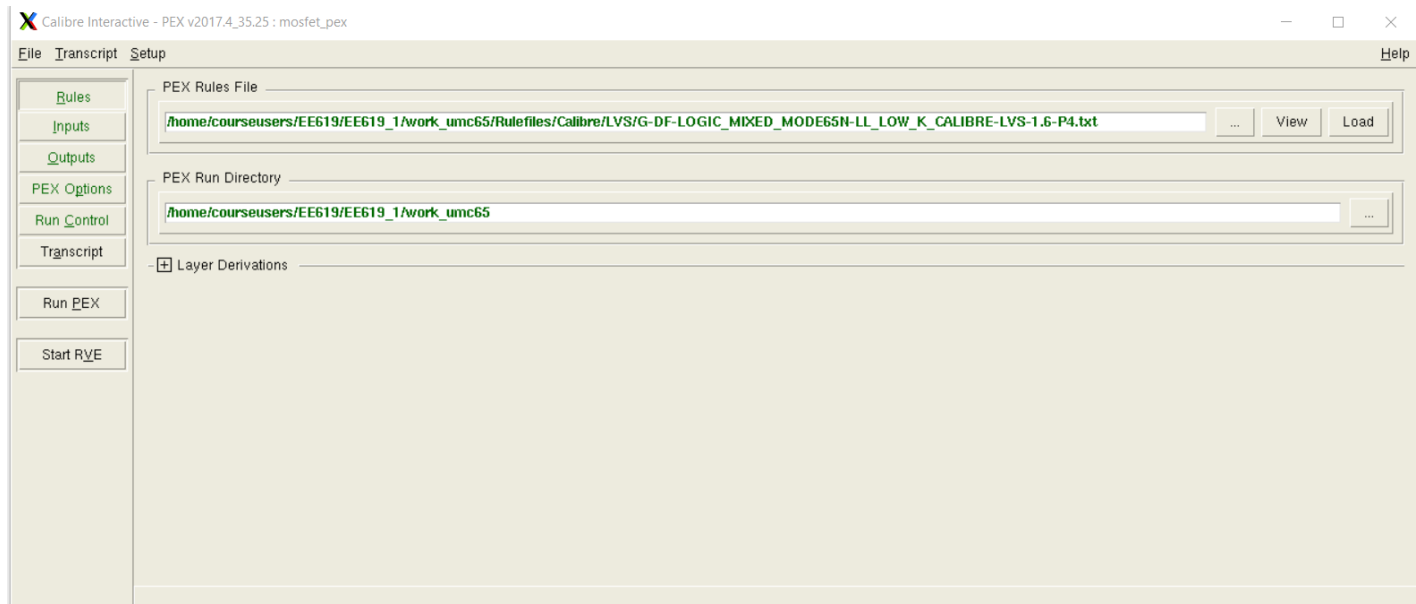 Calibre Interactive - PEX v2017.4_35.25 : mosfet_pex
File Transcript Setup Help
Rules
Inputs
Outputs
PEX Options
Run Control
Transcript
Run PEX
Start RVE
PEX Rules File
/home/courseusers/EE619/EE619_1/work_umc65/Rulefiles/Calibre/LVS/G-DF-LOGIC_MIXED_MODE65N-LL_LOW_K_CALIBRE-LVS-1.6-P4.txt ... View Load
PEX Run Directory
/home/courseusers/EE619/EE619_1/work_umc65 ...
Layer Derivations